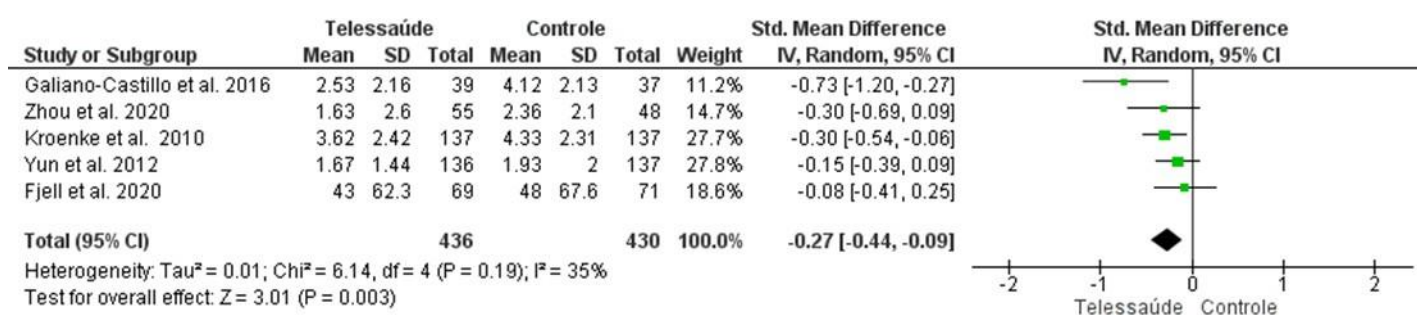 Telessaúde Controle Std. Mean Difference Std. Mean Difference
Study or Subgroup Mean SD Total Mean SD Total Weight IV, Random, 95% CI IV, Random, 95% CI
Galiano-Castillo et al. 2016 2.53 2.16 39 4.12 2.13 37 11.2% -0.73 [-1.20, -0.27]
Zhou et al. 2020 1.63 2.6 55 2.36 2.1 48 14.7% -0.30 [-0.69, 0.09]
Kroenke et al. 2010 3.62 2.42 137 4.33 2.31 137 27.7% -0.30 [-0.54, -0.06]
Yun et al. 2012 1.67 1.44 136 1.93 2 137 27.8% -0.15 [-0.39, 0.09]
Fjell et al. 2020 43 62.3 69 48 67.6 71 18.6% -0.08 [-0.41, 0.25]
Total (95% CI) 436 430 100.0% -0.27 [-0.44, -0.09]
Heterogeneity: Tau² = 0.01; Chi² = 6.14, df = 4 (P = 0.19); I² = 35%
Test for overall effect: Z = 3.01 (P = 0.003)
-2 -1 0 1 2
Telessaúde Controle